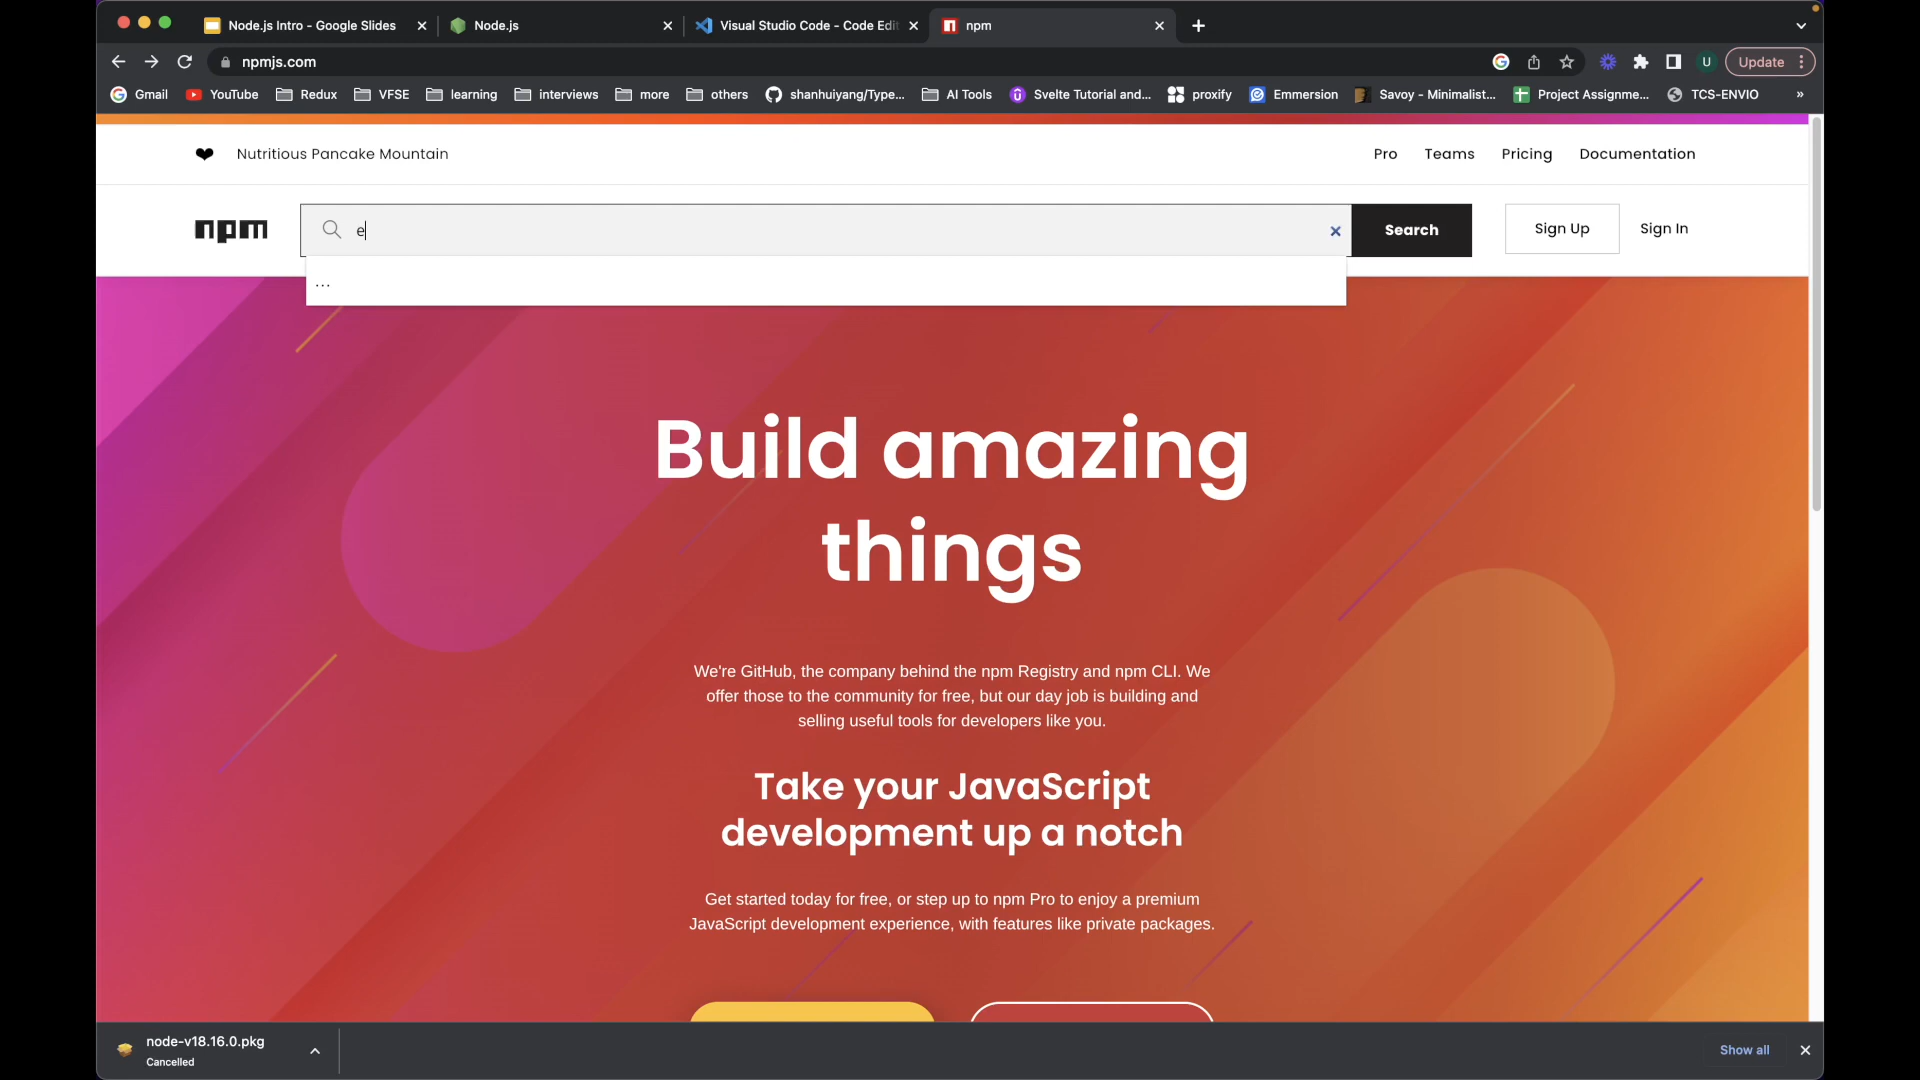 Node.js Intro - Google Slides
Node.js
Visual Studio Code - Code Edit
npm
npmjs.com
U
Update
Gmail
YouTube
Redux
VFSE
learning
interviews
more
others
shanhuiyang/Type...
AI Tools
Svelte Tutorial and...
proxify
Emmersion
Savoy - Minimalist...
Project Assignme...
TCS-ENVIO
»
❤ Nutritious Pancake Mountain
Pro
Teams
Pricing
Documentation
npm
e
Search
Sign Up
Sign In
...
Build amazing
things
We're GitHub, the company behind the npm Registry and npm CLI. We
offer those to the community for free, but our day job is building and
selling useful tools for developers like you.
Take your JavaScript
development up a notch
Get started today for free, or step up to npm Pro to enjoy a premium
JavaScript development experience, with features like private packages.
node-v18.16.0.pkg
Cancelled
Show all